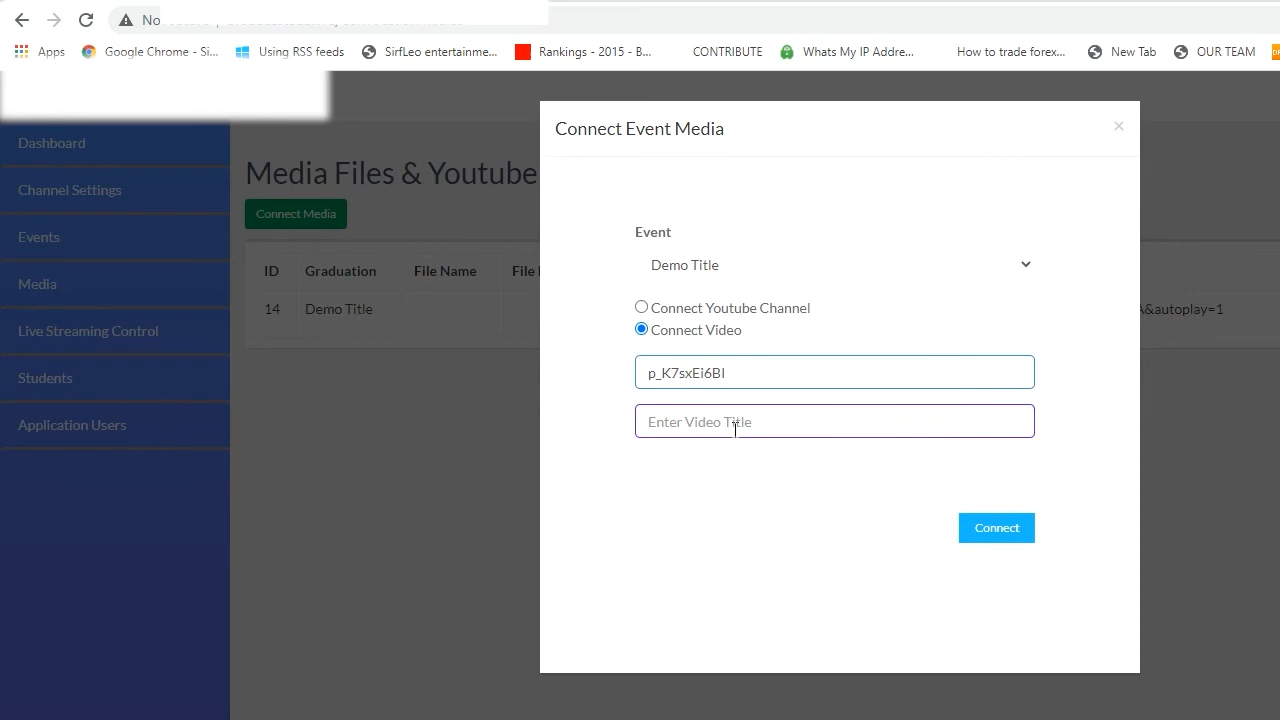 No
Apps
Google Chrome - Si...
Using RSS feeds
SirfLeo entertainme...
Rankings - 2015 - B...
CONTRIBUTE
Whats My IP Addre...
How to trade forex...
New Tab
OUR TEAM
Dashboard
Channel Settings
Events
Media
Live Streaming Control
Students
Application Users
Media Files & Youtube
Connect Media
ID Graduation File Name File
14 Demo Title
&autoplay=1
Connect Event Media
×
Event
Demo Title
Connect Youtube Channel
Connect Video
p_K7sxEi6BI
Enter Video Title
Connect